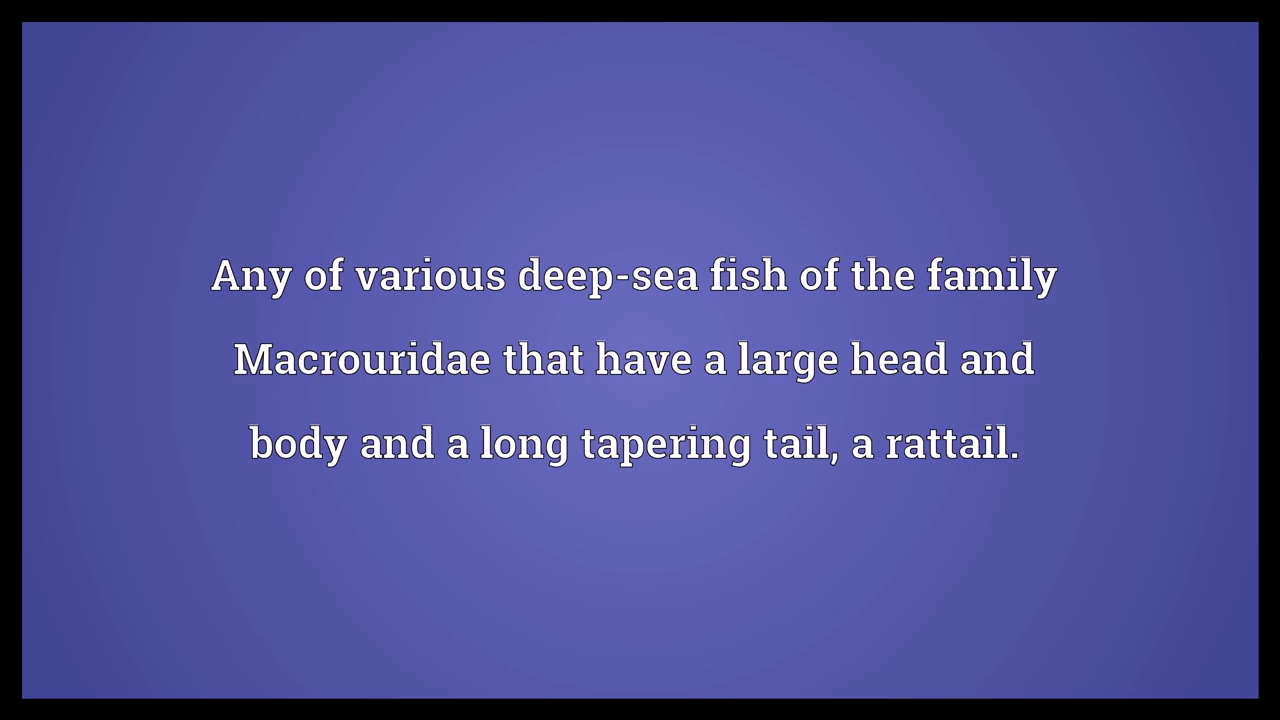 Any of various deep-sea fish of the family
Macrouridae that have a large head and
body and a long tapering tail, a rattail.